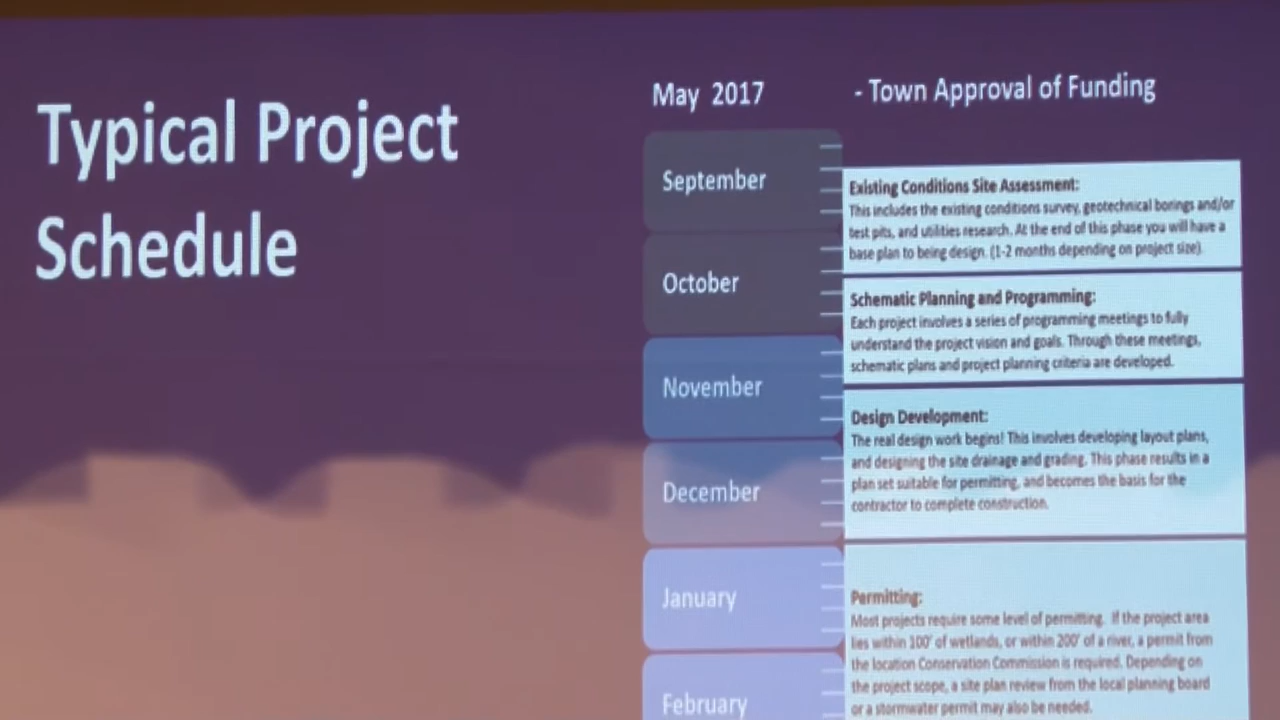 Typical Project
Schedule
May 2017
- Town Approval of Funding
September
October
November
December
January
February
Existing Conditions Site Assessment:
This includes the existing conditions survey, geotechnical borings and/or
test pits, and utilities research. At the end of this phase you will have a
base plan to being design. (1-2 months depending on project size)
Schematic Planning and Programming:
Each project involves a series of programming meetings to fully
understand the project vision and goals. Through these meetings,
schematic plans and project planning criteria are developed.
Design Development:
The real design work begins! This involves developing layout plans,
and designing the site drainage and grading. This phase results in a
plan set suitable for permitting, and becomes the basis for the
contractor to complete construction.
Permitting:
Most projects require some level of permitting. If the project area
lies within 100' of wetlands, or within 200' of a river, a permit from
the location Conservation Commission is required. Depending on
the project scope, a site plan review from the local planning board
or a stormwater permit may also be needed.